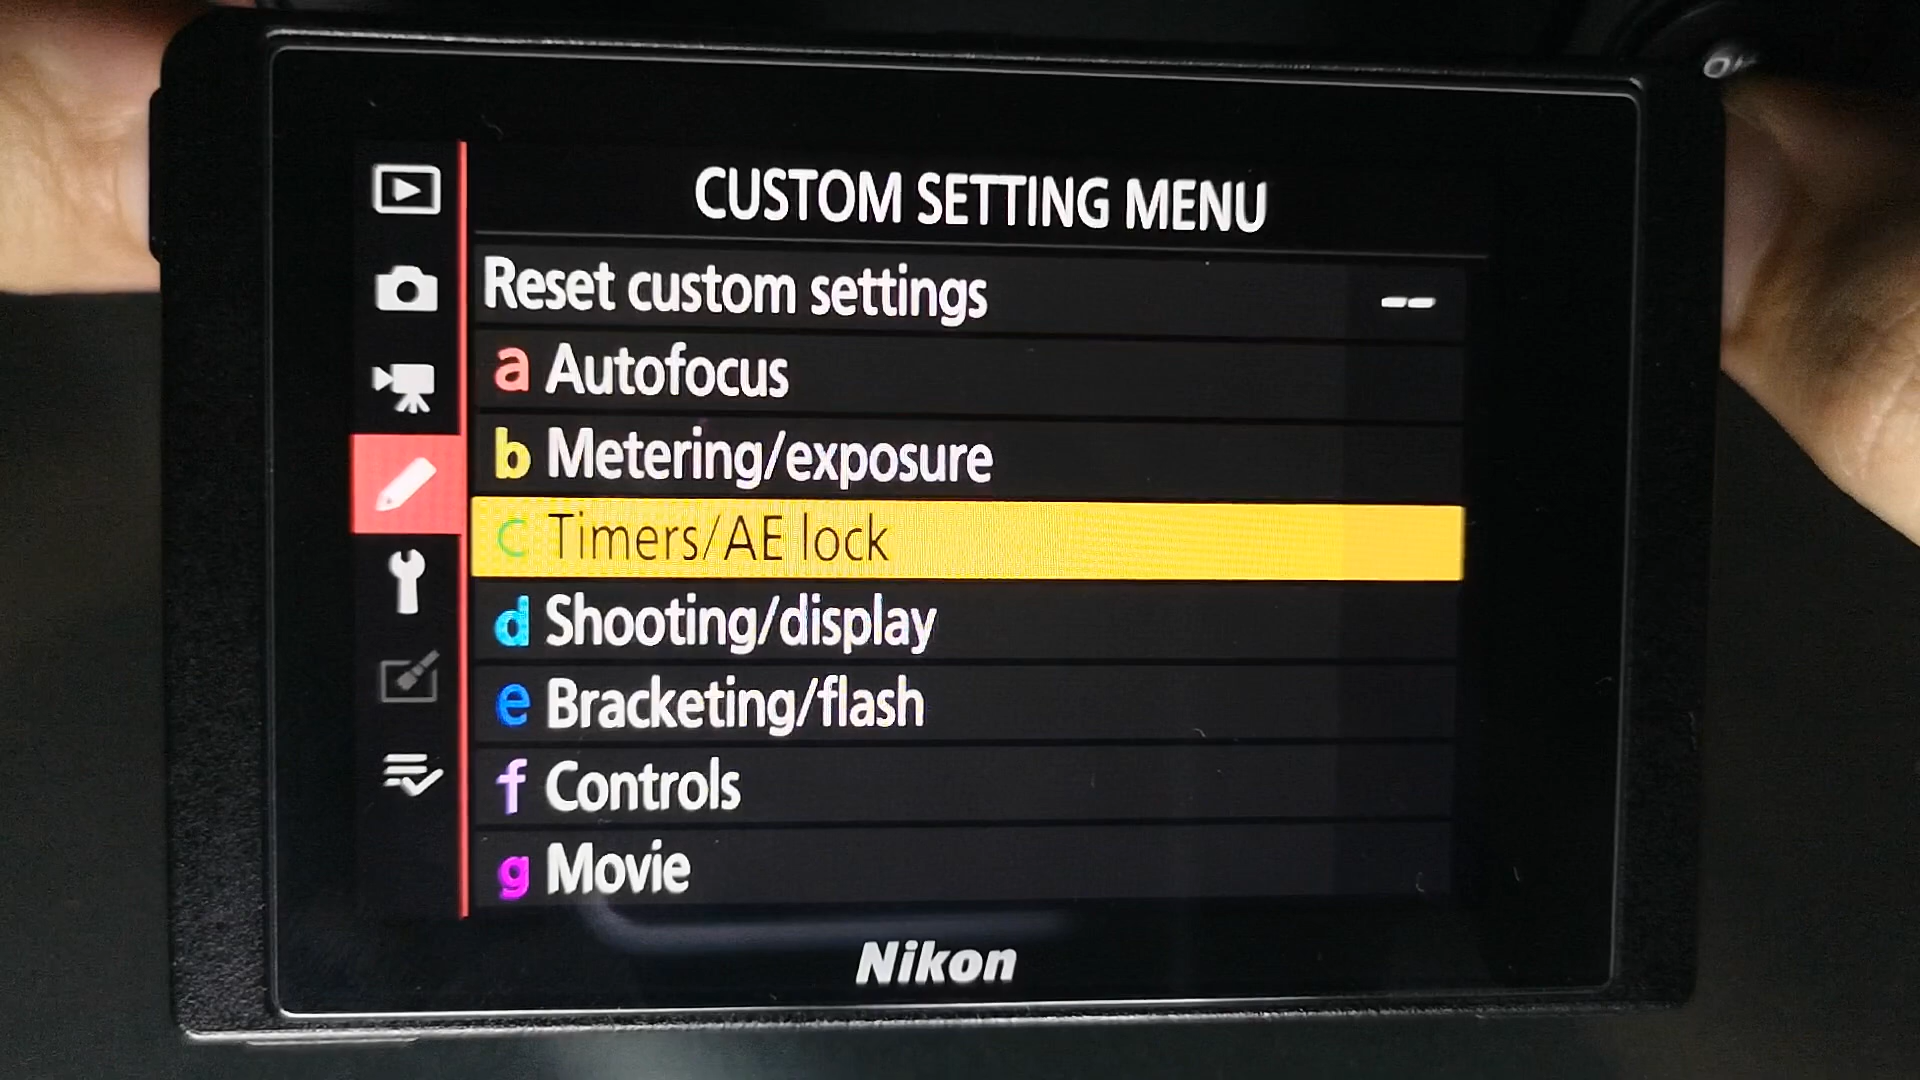 CUSTOM SETTING MENU
Reset custom settings --
a Autofocus
b Metering/exposure
c Timers/AE lock
d Shooting/display
e Bracketing/flash
f Controls
g Movie
Nikon